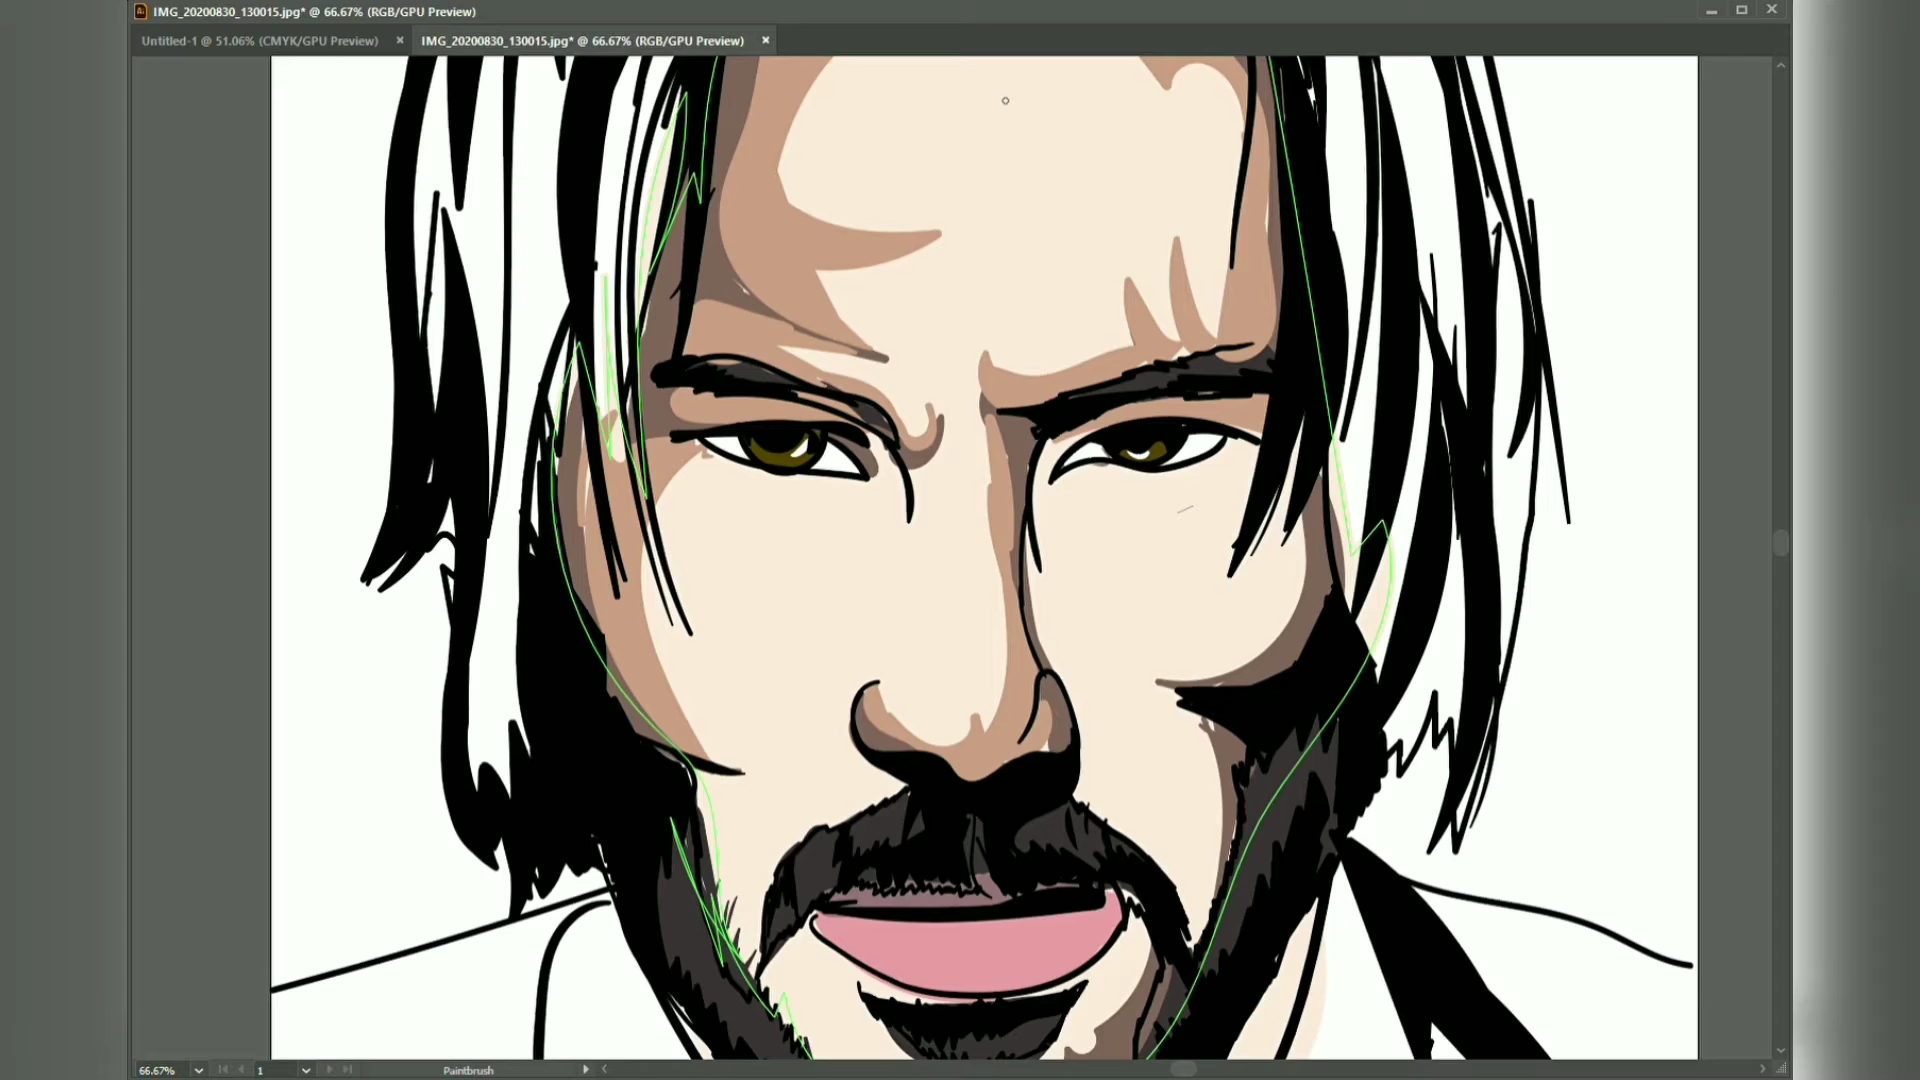 Ai IMG_20200830_130015.jpg* @ 66.67% (RGB/GPU Preview)
Untitled-1 @ 51.06% (CMYK/GPU Preview) × IMG_20200830_130015.jpg* @ 66.67% (RGB/GPU Preview) ×
66.67% 1 Paintbrush